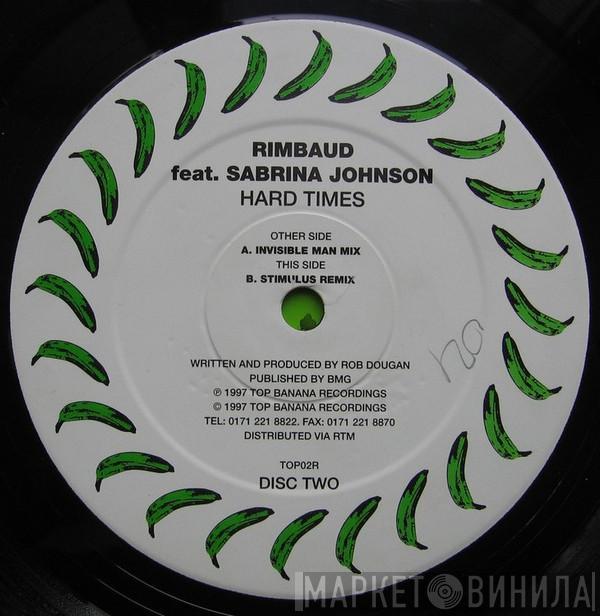 RIMBAUD
feat. SABRINA JOHNSON
HARD TIMES
OTHER SIDE
A. INVISIBLE MAN MIX
THIS SIDE
B. STIMULUS REMIX
WRITTEN AND PRODUCED BY ROB DOUGAN
PUBLISHED BY BMG
℗ 1997 TOP BANANA RECORDINGS
© 1997 TOP BANANA RECORDINGS
TEL: 0171 221 8822. FAX: 0171 221 8870
DISTRIBUTED VIA RTM
TOP02R
DISC TWO
МАРКЕТ ВИНИЛА